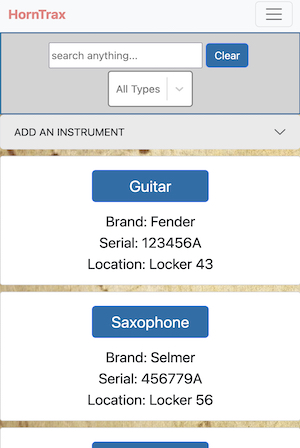 HornTrax
search anything...
Clear
All Types
ADD AN INSTRUMENT
Guitar
Brand: Fender
Serial: 123456A
Location: Locker 43
Saxophone
Brand: Selmer
Serial: 456779A
Location: Locker 56